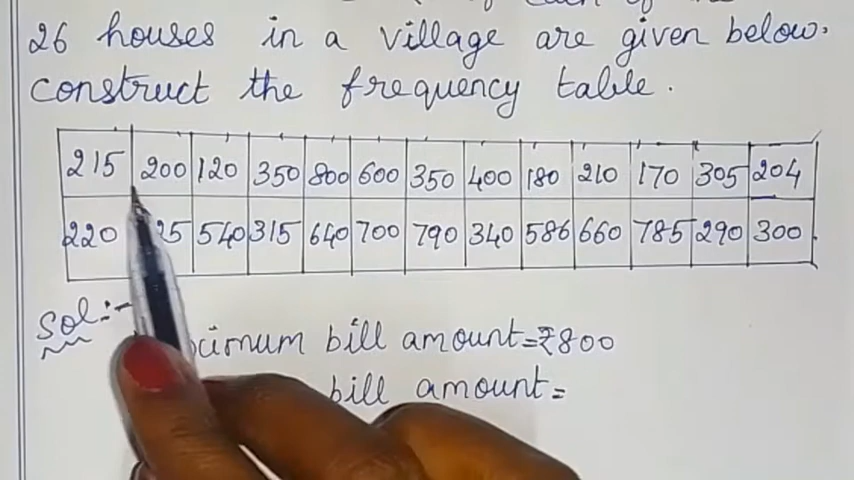 26 houses in a village are given below.
construct the frequency table.
215 200 120 350 800 600 350 400 180 210 170 305 204
220 540 315 640 700 790 340 586 660 785 290 300
Sol:-
bill amount=₹800
bill amount=